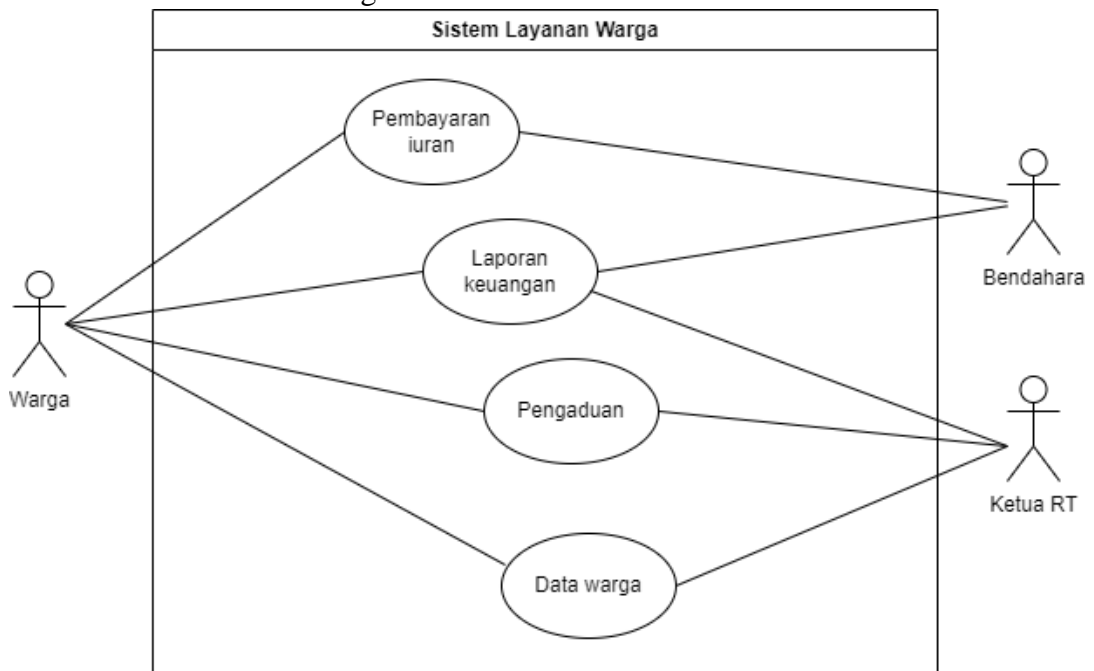 Sistem Layanan Warga
Pembayaran
iuran
Laporan
keuangan
Bendahara
Warga
Pengaduan
Ketua RT
Data warga